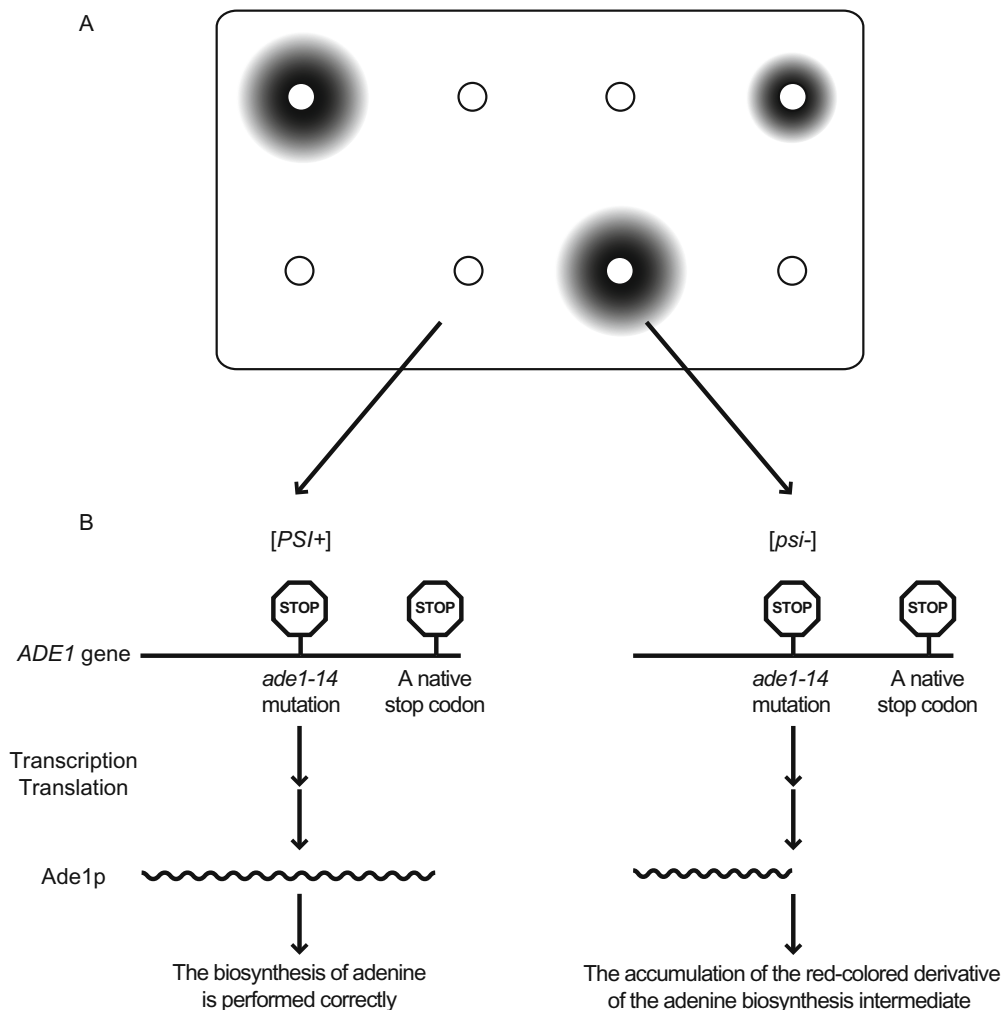 A
B
[PSI+]
[psi-]
STOP
STOP
STOP
STOP
ADE1 gene
ade1-14
mutation
A native
stop codon
ade1-14
mutation
A native
stop codon
Transcription
Translation
Ade1p
The biosynthesis of adenine
is performed correctly
The accumulation of the red-colored derivative
of the adenine biosynthesis intermediate